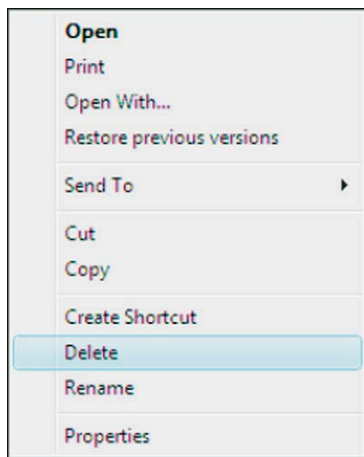 Open
Print
Open With...
Restore previous versions
Send To
Cut
Copy
Create Shortcut
Delete
Rename
Properties